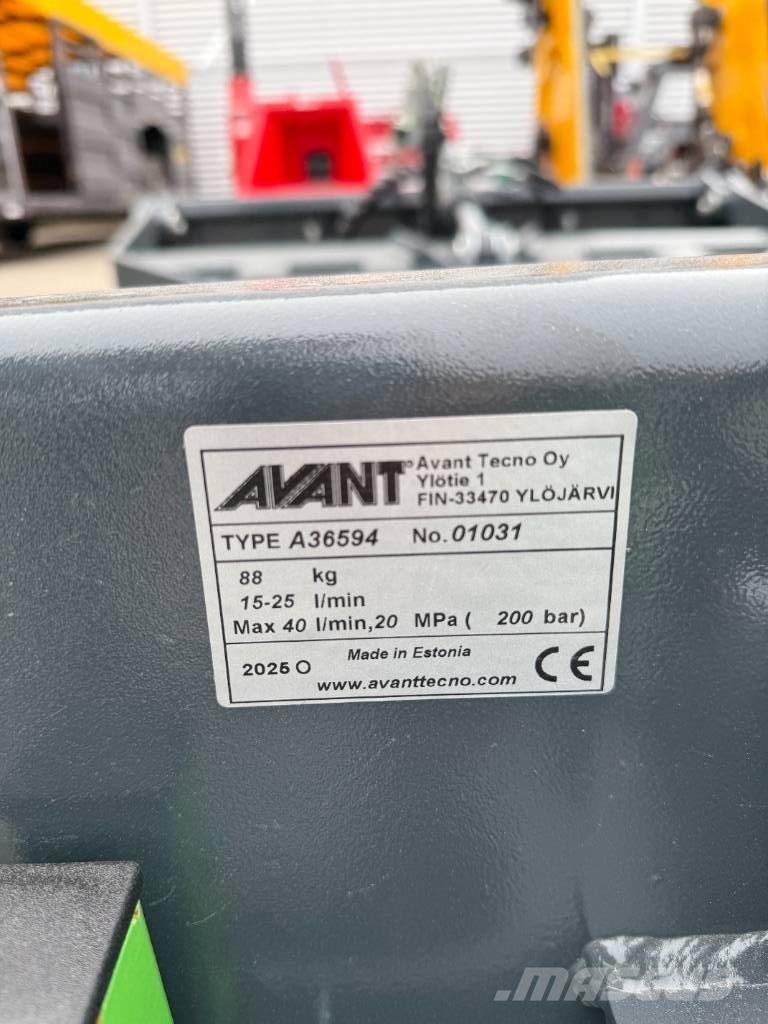 AVANT® Avant Tecno Oy
Ylötie 1
FIN-33470 YLÖJÄRVI
TYPE A36594 No. 01031
88 kg
15-25 l/min
Max 40 l/min,20 MPa ( 200 bar)
2025 O Made in Estonia CE
www.avanttecno.com
MASCUS